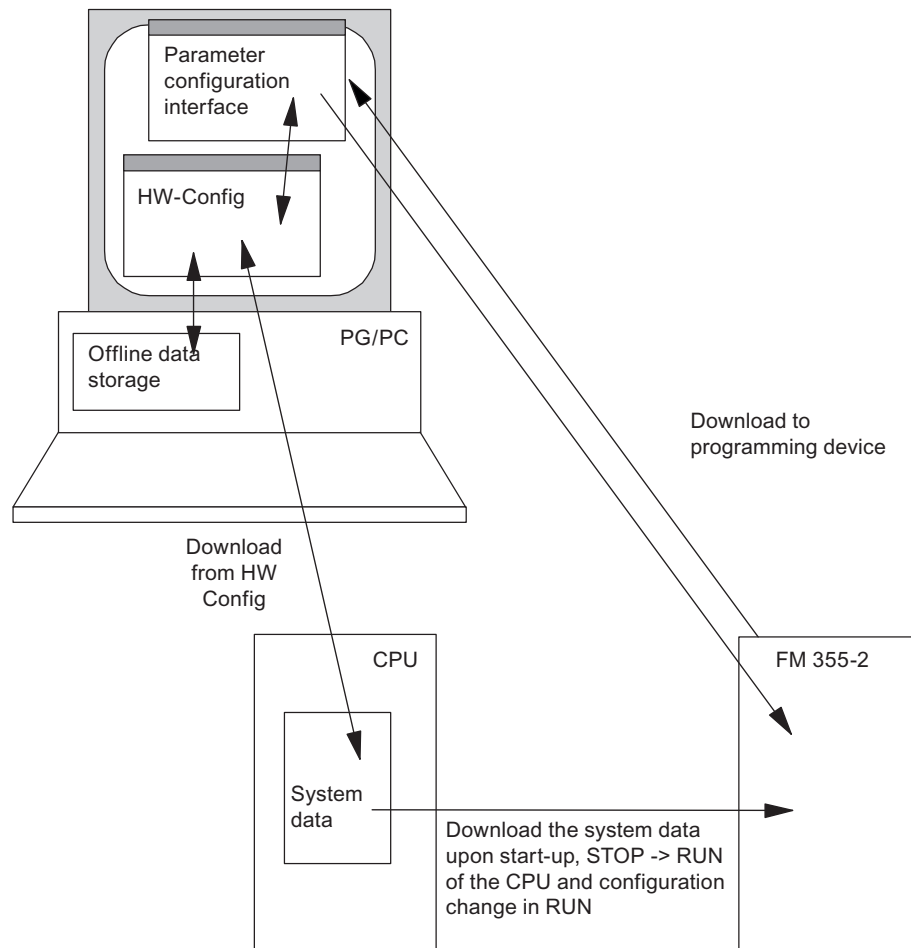 Parameter
configuration
interface
HW-Config
PG/PC
Offline data
storage
Download to
programming device
Download
from HW
Config
CPU
FM 355-2
System
data
Download the system data
upon start-up, STOP -> RUN
of the CPU and configuration
change in RUN